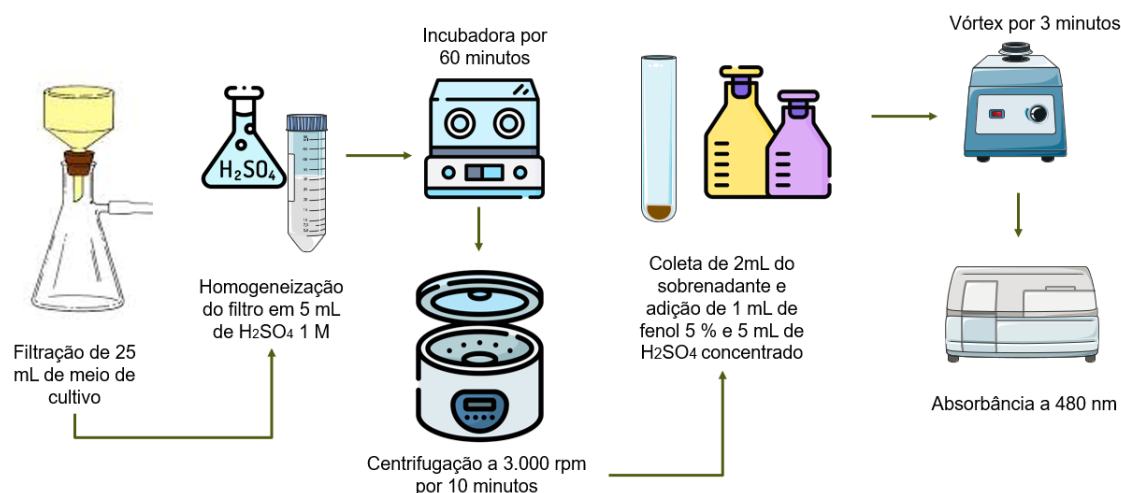 Filtração de 25
mL de meio de
cultivo
H₂SO₄
Homogeneização
do filtro em 5 mL
de H₂SO₄ 1 M
Incubadora por
60 minutos
Centrifugação a 3.000 rpm
por 10 minutos
Coleta de 2mL do
sobrenadante e
adição de 1 mL de
fenol 5 % e 5 mL de
H₂SO₄ concentrado
Vórtex por 3 minutos
Absorbância a 480 nm